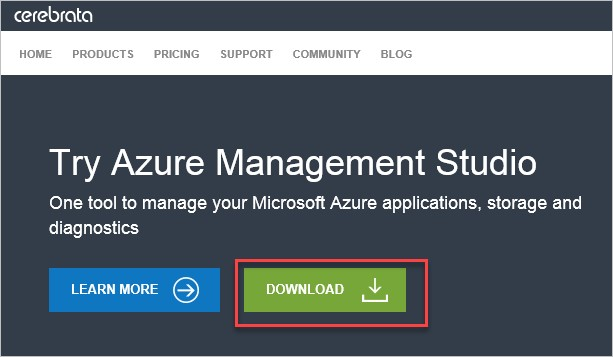 cerebrata
HOME PRODUCTS PRICING SUPPORT COMMUNITY BLOG
Try Azure Management Studio
One tool to manage your Microsoft Azure applications, storage and
diagnostics
LEARN MORE DOWNLOAD